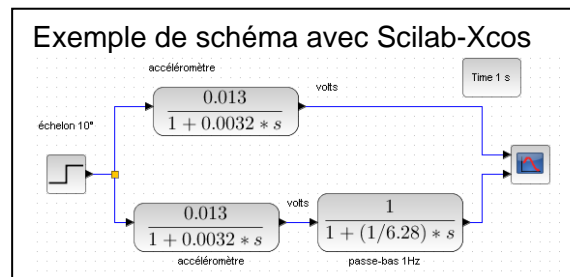 Exemple de schéma avec Scilab-Xcos
accéléromètre
volts
Time 1 s
0.013
1 + 0.0032 * s
échelon 10°
volts
0.013
1 + 0.0032 * s
1
1 + (1/6.28) * s
accéléromètre
passe-bas 1Hz